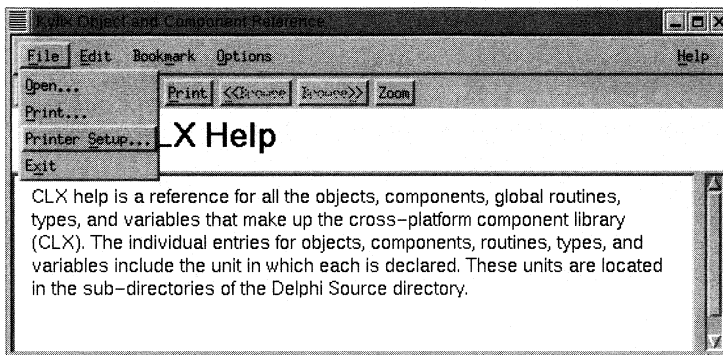 Kylix Object and Component Reference
File Edit Bookmark Options Help
Open...
Print <<Browse Browse>> Zoom
Print...
Printer Setup...
LX Help
Exit
CLX help is a reference for all the objects, components, global routines,
types, and variables that make up the cross-platform component library
(CLX). The individual entries for objects, components, routines, types, and
variables include the unit in which each is declared. These units are located
in the sub-directories of the Delphi Source directory.